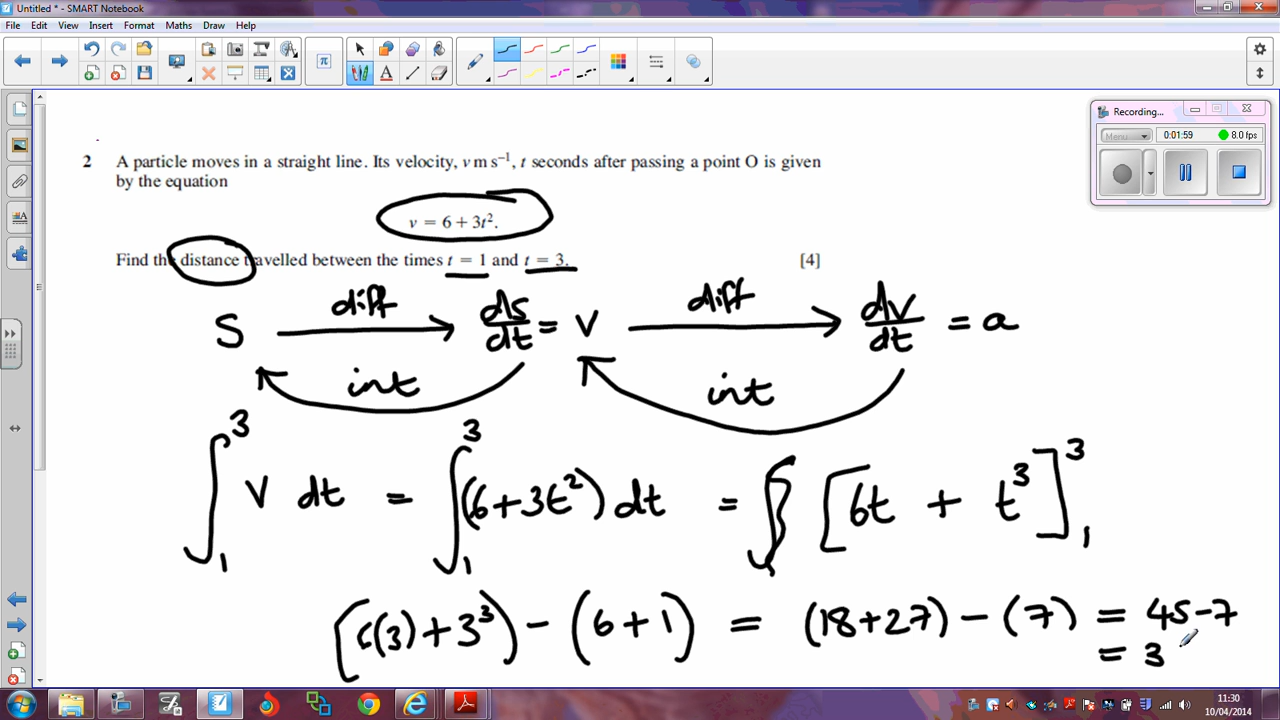 Untitled * - SMART Notebook
File Edit View Insert Format Maths Draw Help
Recording...
Menu 0:01:59 8.0 fps
2 A particle moves in a straight line. Its velocity, v m s⁻¹, t seconds after passing a point O is given
by the equation
v = 6 + 3t².
Find the distance travelled between the times t = 1 and t = 3. [4]
S diff ds/dt = v diff dv/dt = a
int int
∫₁³ v dt = ∫₁³ (6+3t²) dt = [6t + t³]₁³
(6(3)+3³) - (6+1) = (18+27) - (7) = 45-7
= 3
11:30
10/04/2014